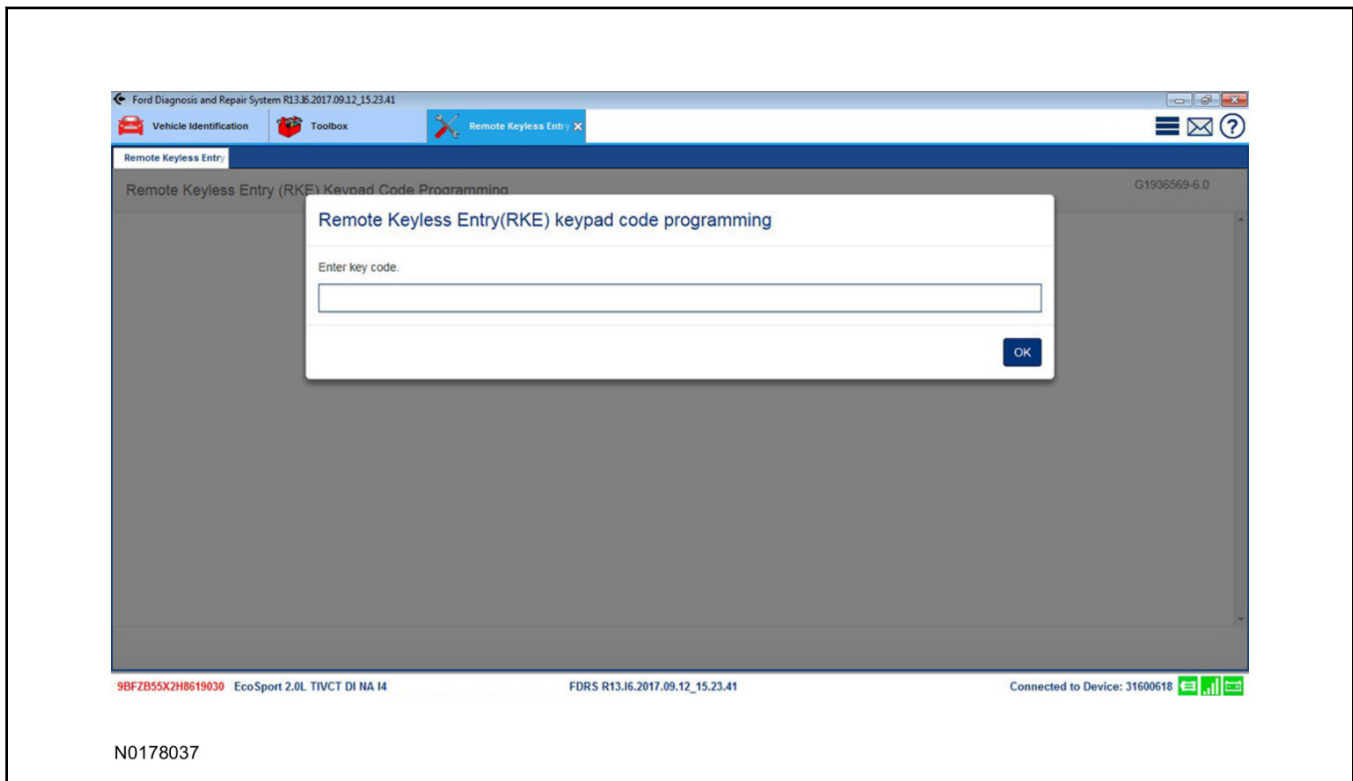 Ford Diagnosis and Repair System R13.I6.2017.09.12_15.23.41
Vehicle Identification Toolbox Remote Keyless Entry X
Remote Keyless Entry
Remote Keyless Entry (RKE) Keypad Code Programming G1936569-6.0
Remote Keyless Entry(RKE) keypad code programming
Enter key code.
OK
9BFZB55X2H8619030 EcoSport 2.0L TIVCT DI NA I4 FDRS R13.I6.2017.09.12_15.23.41 Connected to Device: 31600618
N0178037